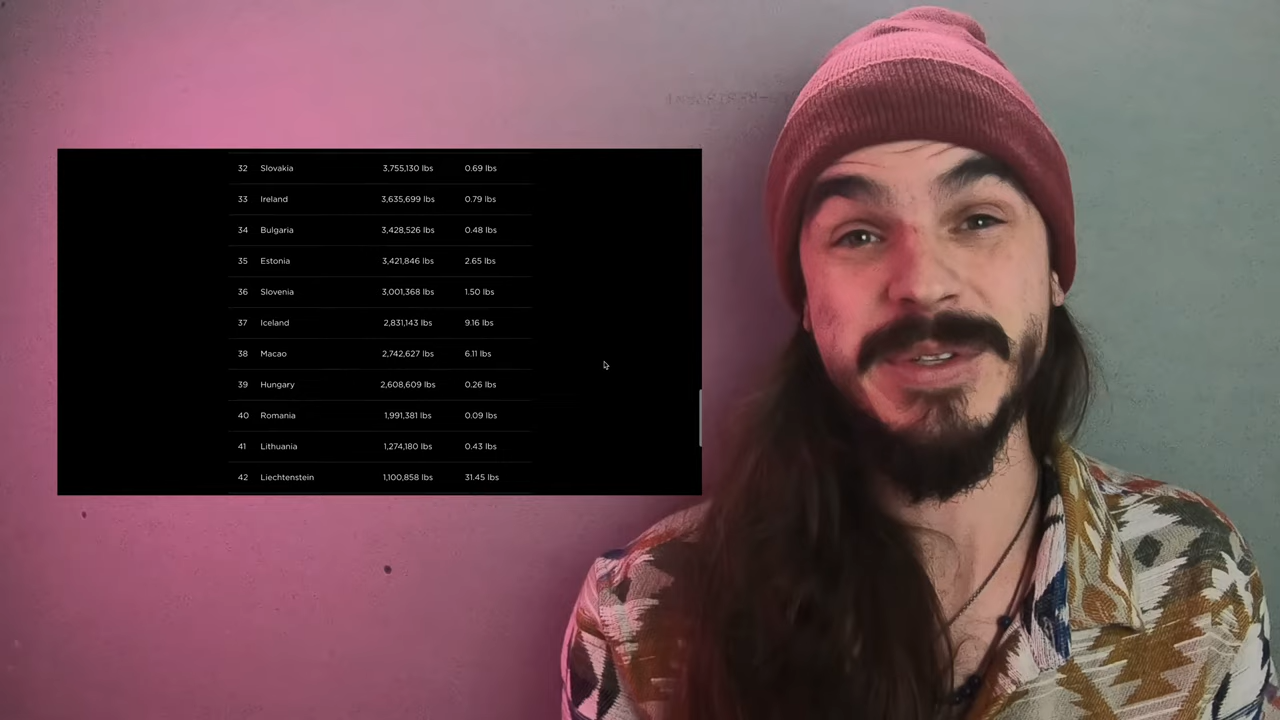 32 Slovakia 3,755,130 lbs 0.69 lbs
33 Ireland 3,635,699 lbs 0.79 lbs
34 Bulgaria 3,428,526 lbs 0.48 lbs
35 Estonia 3,421,846 lbs 2.65 lbs
36 Slovenia 3,001,368 lbs 1.50 lbs
37 Iceland 2,831,143 lbs 9.16 lbs
38 Macao 2,742,627 lbs 6.11 lbs
39 Hungary 2,608,609 lbs 0.26 lbs
40 Romania 1,991,381 lbs 0.09 lbs
41 Lithuania 1,274,180 lbs 0.43 lbs
42 Liechtenstein 1,100,858 lbs 31.45 lbs